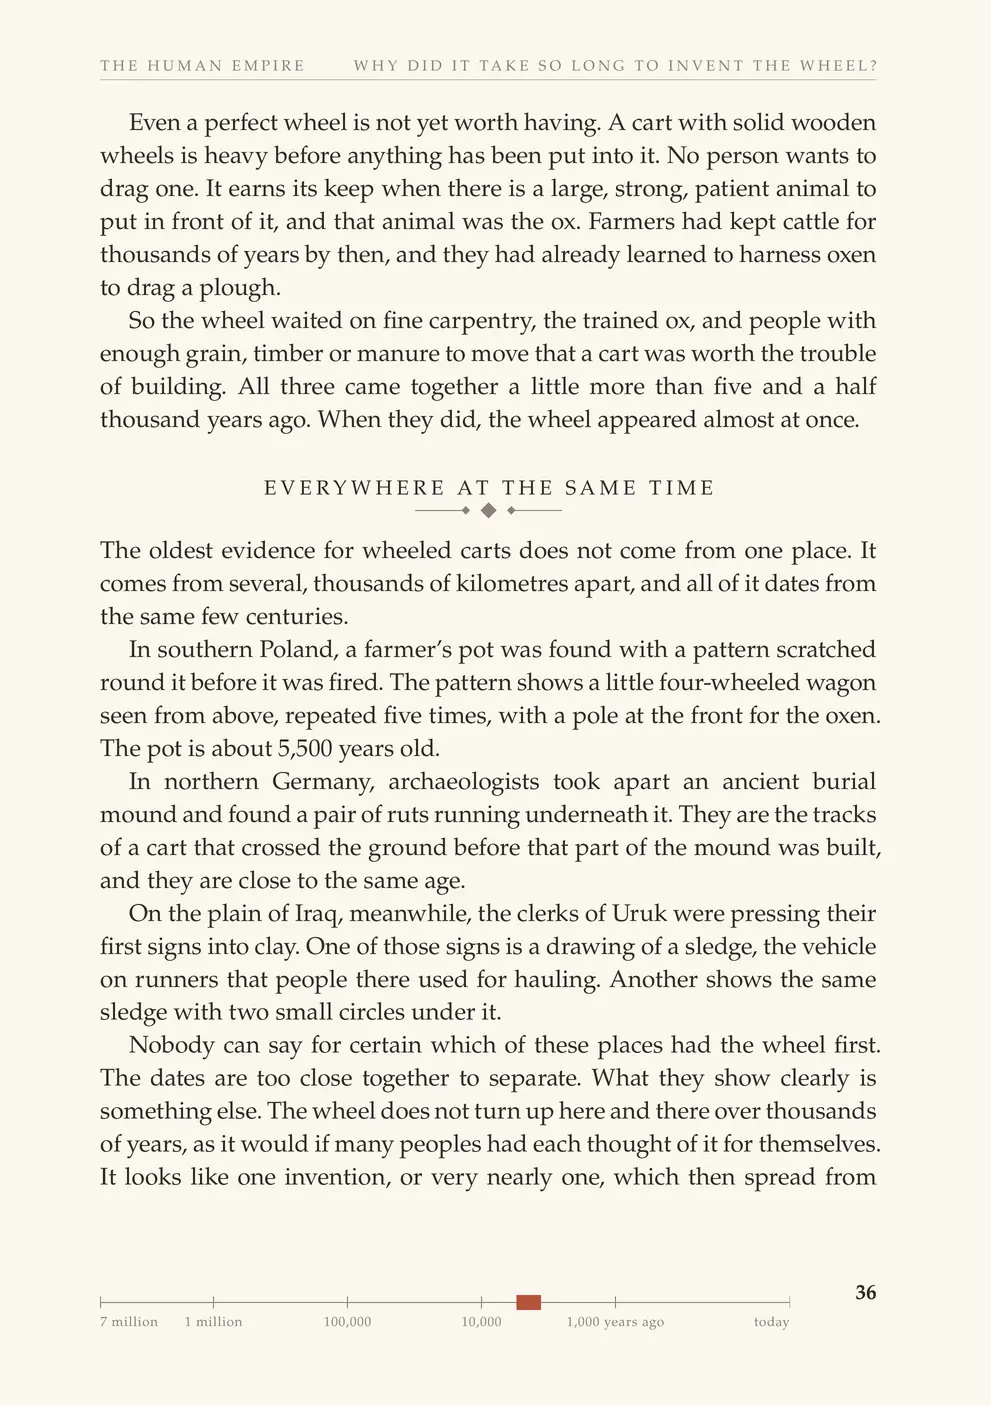 THE HUMAN EMPIRE WHY DID IT TAKE SO LONG TO INVENT THE WHEEL?
Even a perfect wheel is not yet worth having. A cart with solid wooden
wheels is heavy before anything has been put into it. No person wants to
drag one. It earns its keep when there is a large, strong, patient animal to
put in front of it, and that animal was the ox. Farmers had kept cattle for
thousands of years by then, and they had already learned to harness oxen
to drag a plough.
So the wheel waited on fine carpentry, the trained ox, and people with
enough grain, timber or manure to move that a cart was worth the trouble
of building. All three came together a little more than five and a half
thousand years ago. When they did, the wheel appeared almost at once.
EVERYWHERE AT THE SAME TIME
The oldest evidence for wheeled carts does not come from one place. It
comes from several, thousands of kilometres apart, and all of it dates from
the same few centuries.
In southern Poland, a farmer’s pot was found with a pattern scratched
round it before it was fired. The pattern shows a little four-wheeled wagon
seen from above, repeated five times, with a pole at the front for the oxen.
The pot is about 5,500 years old.
In northern Germany, archaeologists took apart an ancient burial
mound and found a pair of ruts running underneath it. They are the tracks
of a cart that crossed the ground before that part of the mound was built,
and they are close to the same age.
On the plain of Iraq, meanwhile, the clerks of Uruk were pressing their
first signs into clay. One of those signs is a drawing of a sledge, the vehicle
on runners that people there used for hauling. Another shows the same
sledge with two small circles under it.
Nobody can say for certain which of these places had the wheel first.
The dates are too close together to separate. What they show clearly is
something else. The wheel does not turn up here and there over thousands
of years, as it would if many peoples had each thought of it for themselves.
It looks like one invention, or very nearly one, which then spread from
36
7 million 1 million 100,000 10,000 1,000 years ago today